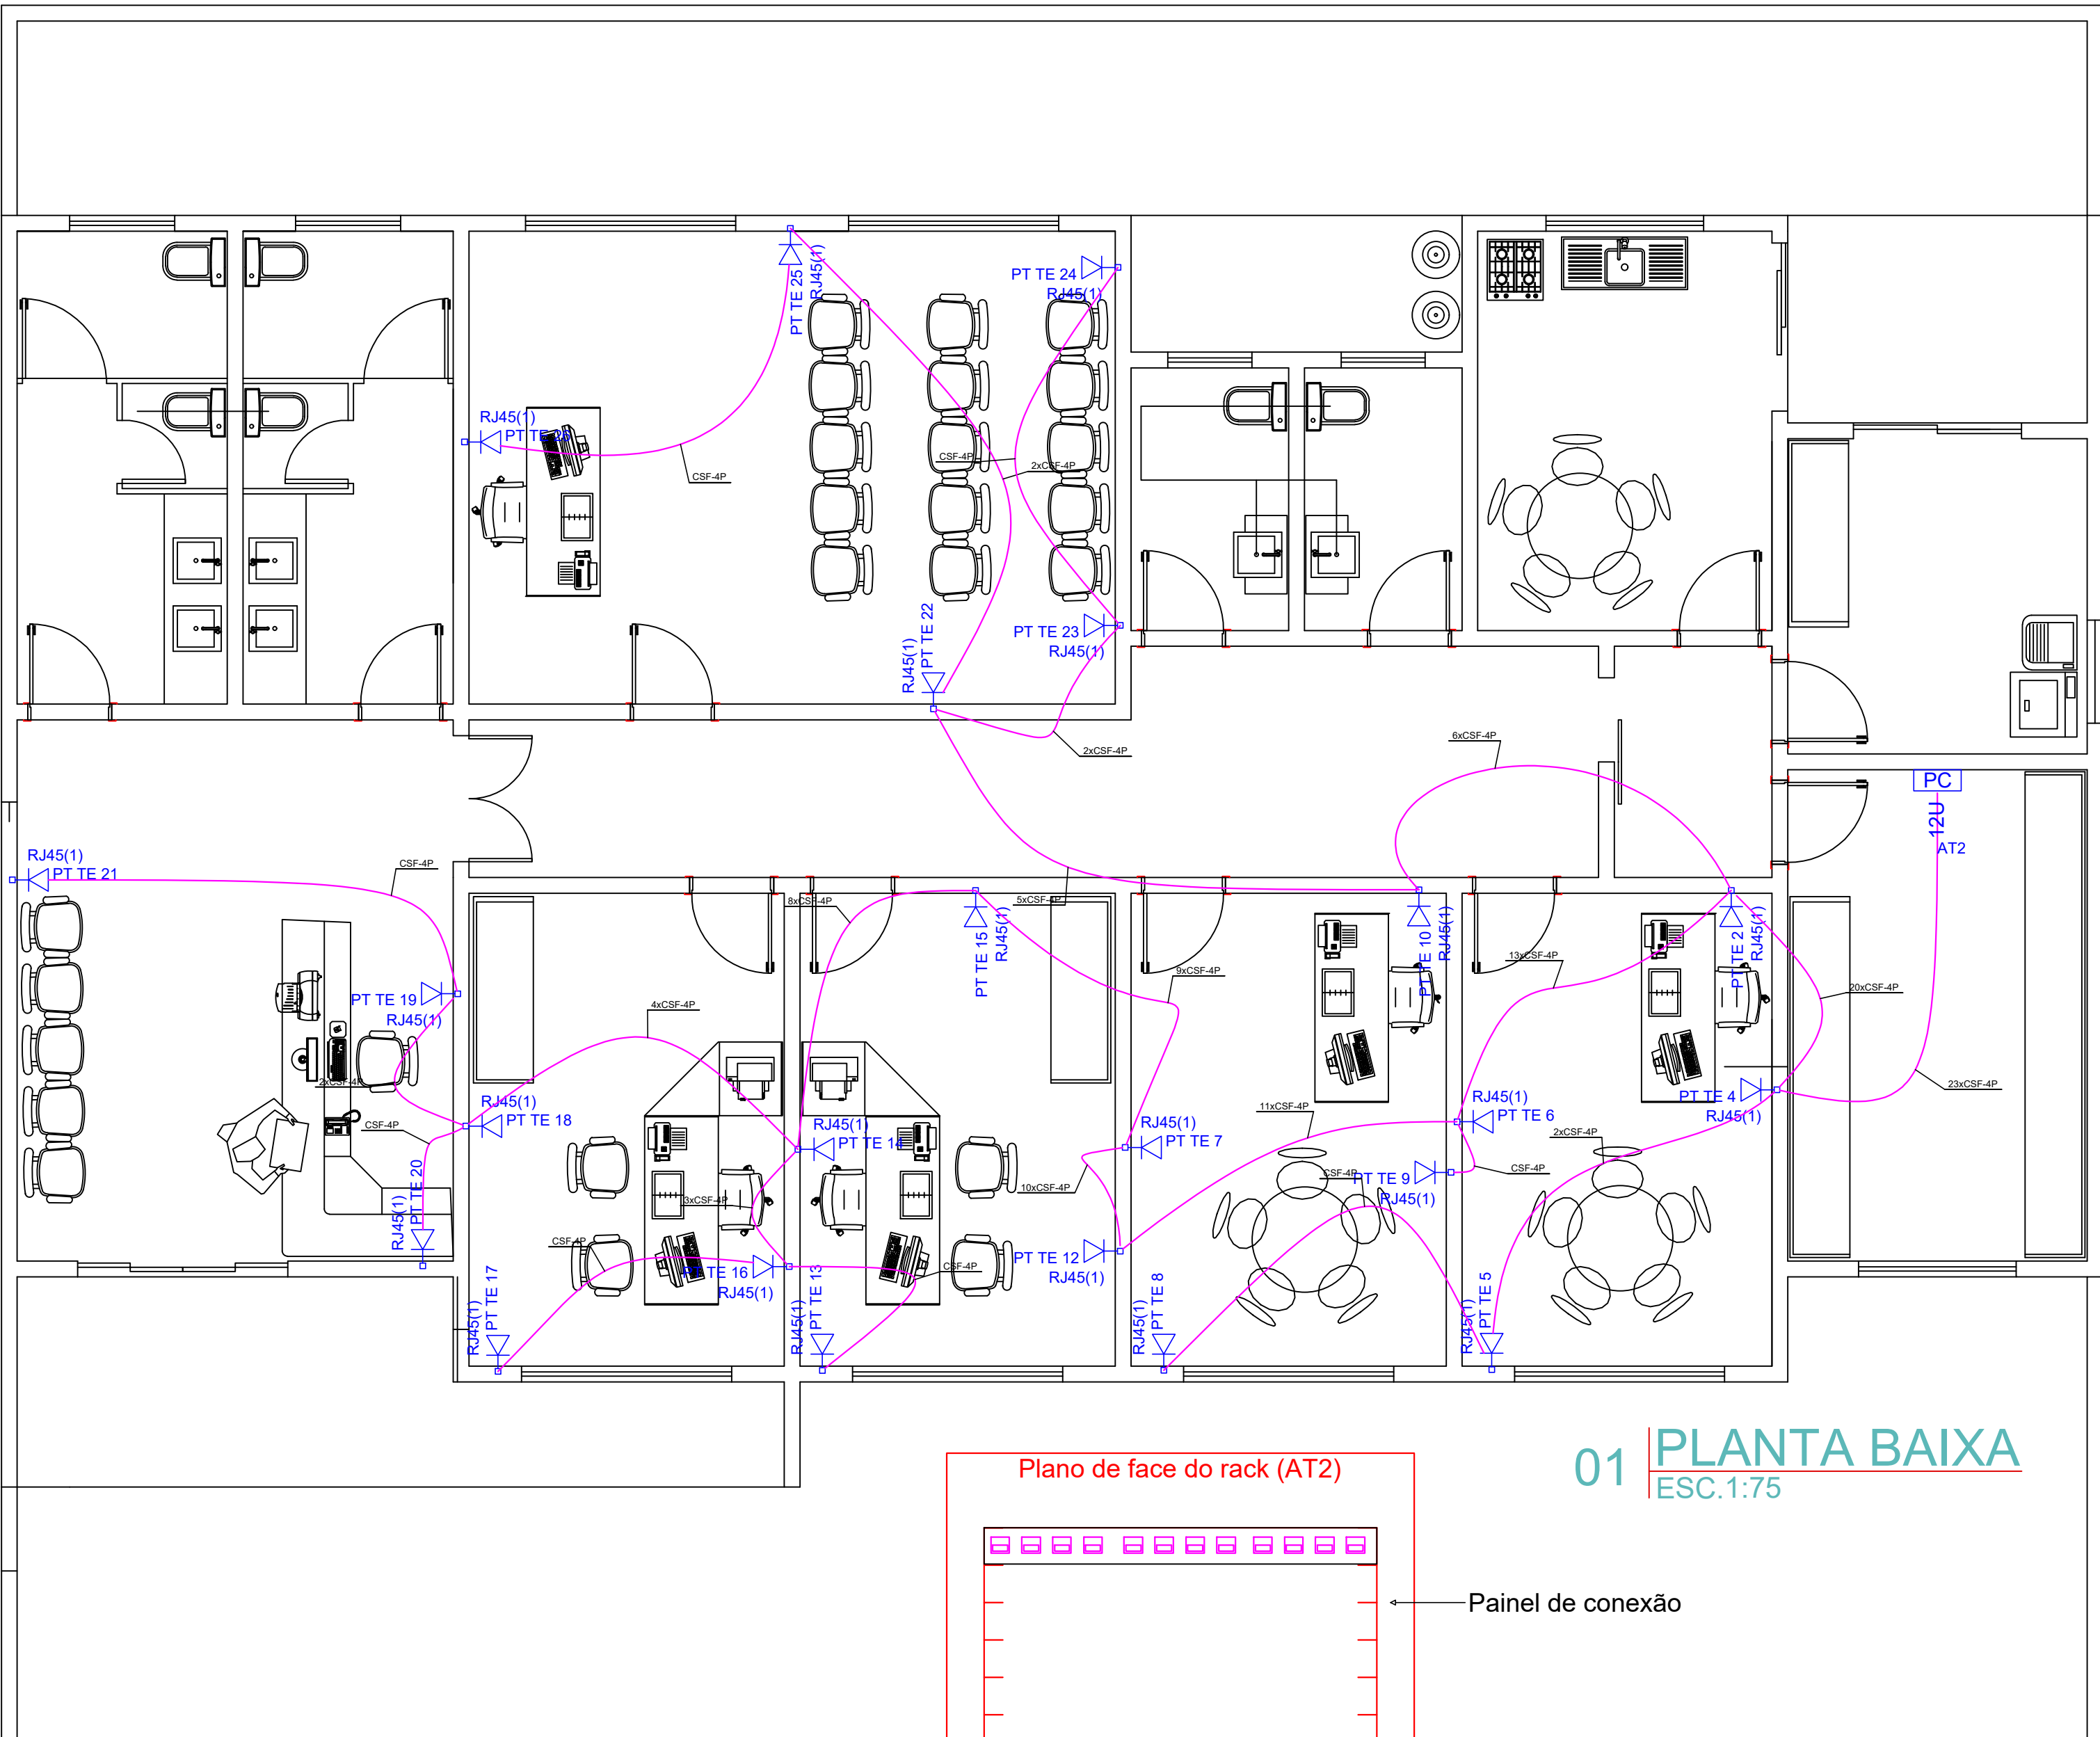 PT TE 25
RJ45(1)
PT TE 24
RJ45(1)
RJ45(1)
PT TE 26
CSF-4P
CSF-4P
2xCSF-4P
RJ45(1)
PT TE 22
PT TE 23
RJ45(1)
2xCSF-4P
6xCSF-4P
PC
12U
AT2
RJ45(1)
PT TE 21
CSF-4P
8xCSF-4P
5xCSF-4P
PT TE 15
RJ45(1)
PT TE 10
RJ45(1)
PT TE 2
RJ45(1)
13xCSF-4P
9xCSF-4P
20xCSF-4P
PT TE 19
RJ45(1)
4xCSF-4P
2xCSF-4P
23xCSF-4P
RJ45(1)
PT TE 18
CSF-4P
RJ45(1)
PT TE 14
RJ45(1)
PT TE 7
11xCSF-4P
RJ45(1)
PT TE 6
PT TE 4
RJ45(1)
2xCSF-4P
CSF-4P
CSF-4P
PT TE 9
RJ45(1)
10xCSF-4P
3xCSF-4P
RJ45(1)
PT TE 20
CSF-4P
PT TE 16
RJ45(1)
CSF-4P
PT TE 12
RJ45(1)
RJ45(1)
PT TE 17
RJ45(1)
PT TE 13
RJ45(1)
PT TE 8
RJ45(1)
PT TE 5
01
PLANTA BAIXA
ESC.1:75
Plano de face do rack (AT2)
Painel de conexão